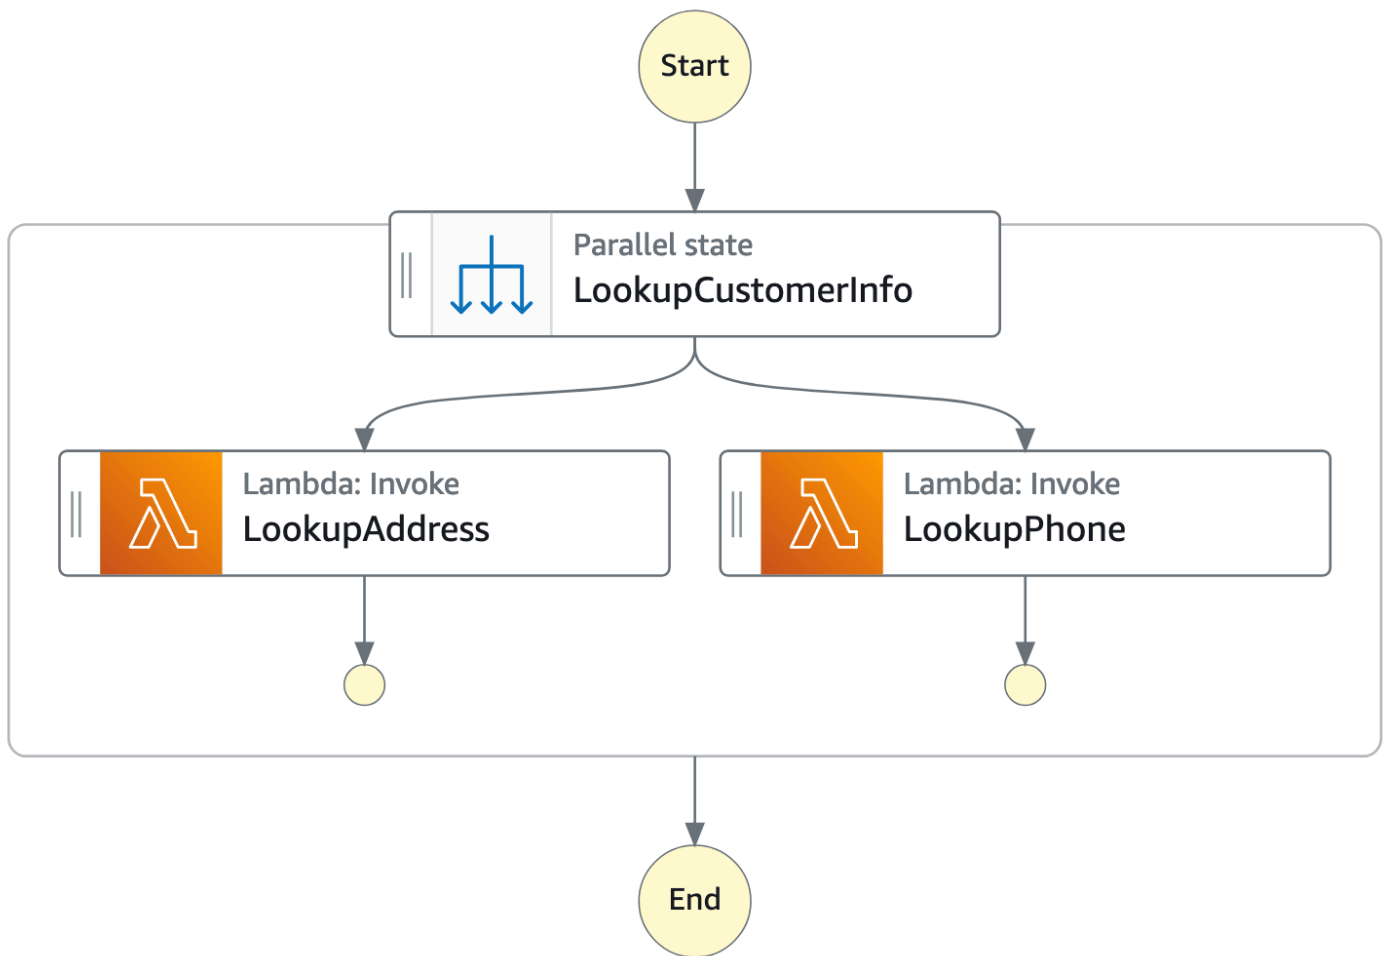 Start
Parallel state
LookupCustomerInfo
Lambda: Invoke
LookupAddress
Lambda: Invoke
LookupPhone
End